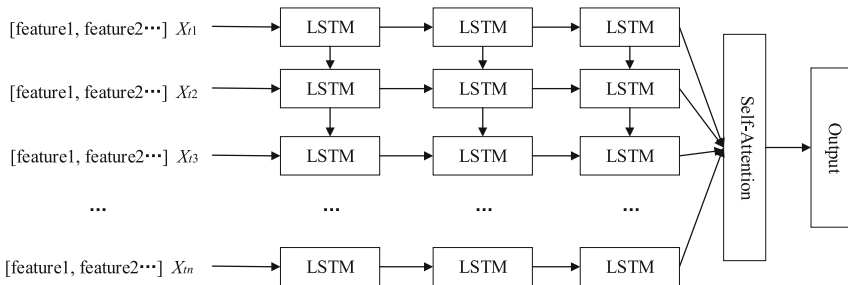 [feature1, feature2···] Xt1 LSTM LSTM LSTM
[feature1, feature2···] Xt2 LSTM LSTM LSTM
[feature1, feature2···] Xt3 LSTM LSTM LSTM
··· ··· ··· ···
[feature1, feature2···] Xtn LSTM LSTM LSTM
Self-Attention
Output